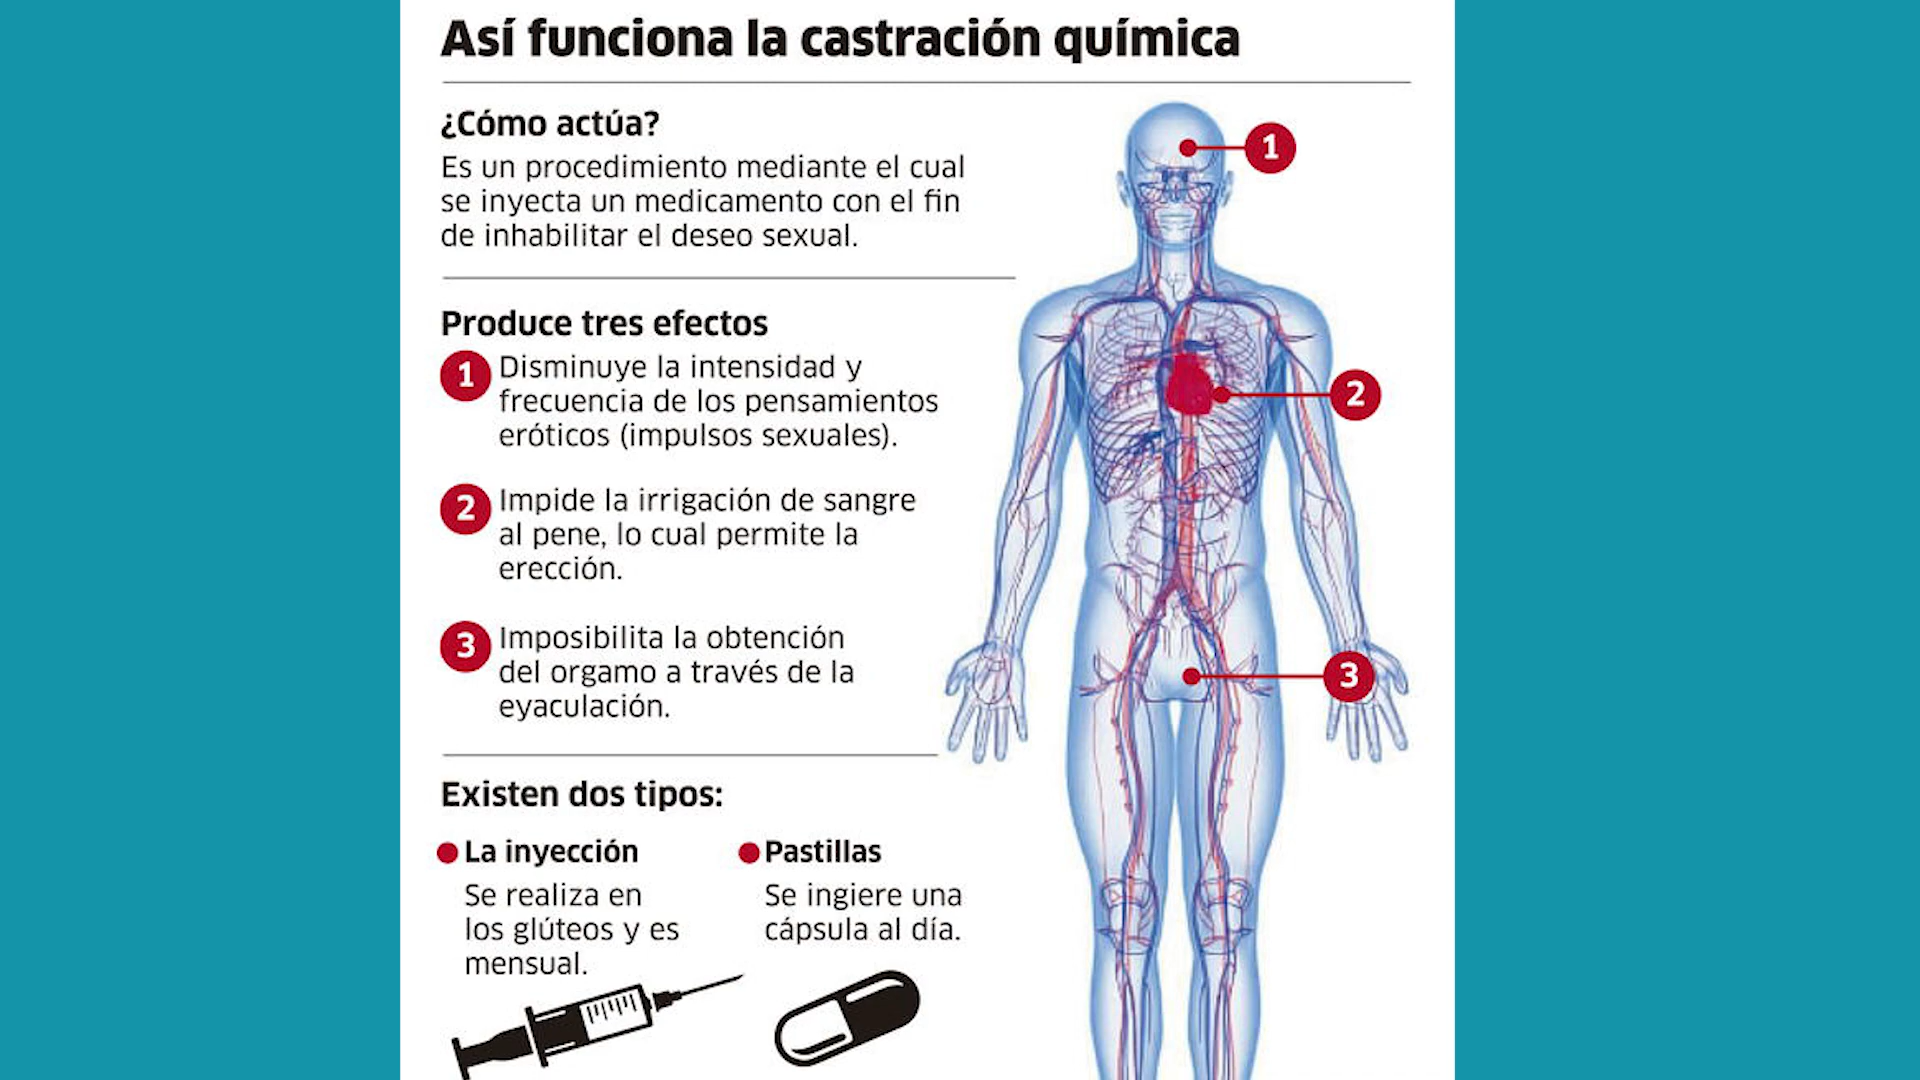 Así funciona la castración química
¿Cómo actúa?
Es un procedimiento mediante el cual
se inyecta un medicamento con el fin
de inhabilitar el deseo sexual.
Produce tres efectos
1 Disminuye la intensidad y
frecuencia de los pensamientos
eróticos (impulsos sexuales).
2 Impide la irrigación de sangre
al pene, lo cual permite la
erección.
3 Imposibilita la obtención
del orgamo a través de la
eyaculación.
1
2
3
Existen dos tipos:
La inyección
Se realiza en
los glúteos y es
mensual.
Pastillas
Se ingiere una
cápsula al día.